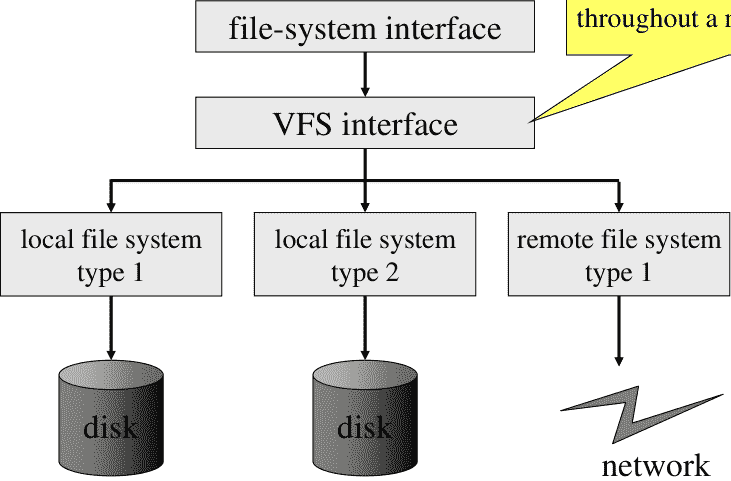 throughout a
file-system interface
VFS interface
local file system
type 1
local file system
type 2
remote file system
type 1
disk
disk
network